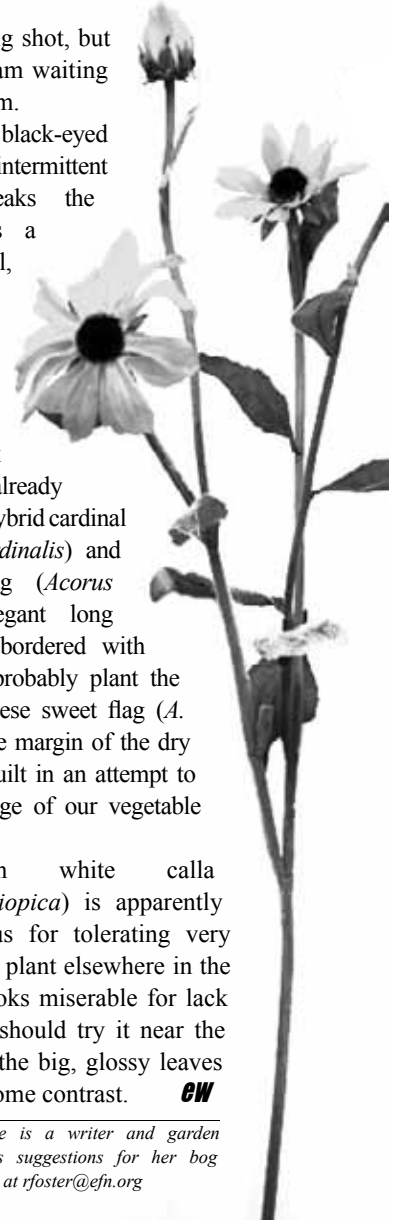 g shot, but
am waiting
m.
black-eyed
intermittent
eaks the
s a
l,
already
ybrid cardinal
dinalis) and
g (Acorus
egant long
bordered with
probably plant the
ese sweet flag (A.
e margin of the dry
uilt in an attempt to
ge of our vegetable
n white calla
iopica) is apparently
us for tolerating very
plant elsewhere in the
oks miserable for lack
should try it near the
the big, glossy leaves
ome contrast. ew
e is a writer and garden
s suggestions for her bog
at rfoster@efn.org